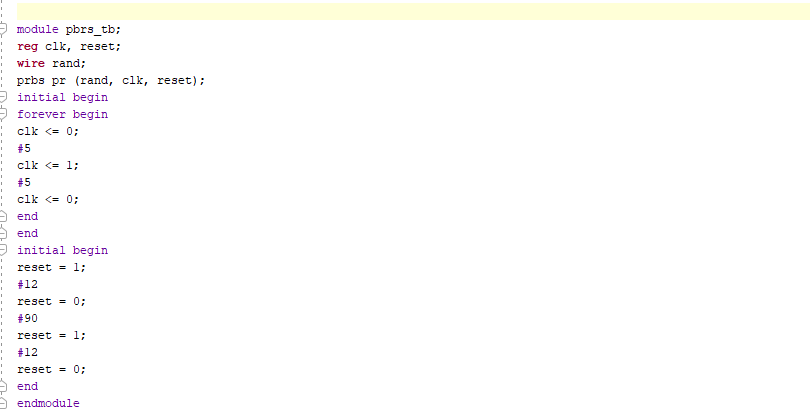 module pbrs_tb;
reg clk, reset;
wire rand;
prbs pr (rand, clk, reset);
initial begin
forever begin
clk <= 0;
#5
clk <= 1;
#5
clk <= 0;
end
end
initial begin
reset = 1;
#12
reset = 0;
#90
reset = 1;
#12
reset = 0;
end
endmodule